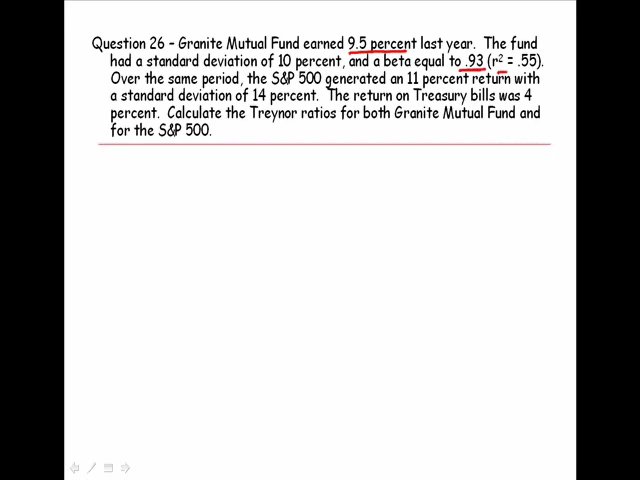 Question 26 – Granite Mutual Fund earned 9.5 percent last year. The fund
had a standard deviation of 10 percent, and a beta equal to .93 (r² = .55).
Over the same period, the S&P 500 generated an 11 percent return with
a standard deviation of 14 percent. The return on Treasury bills was 4
percent. Calculate the Treynor ratios for both Granite Mutual Fund and
for the S&P 500.